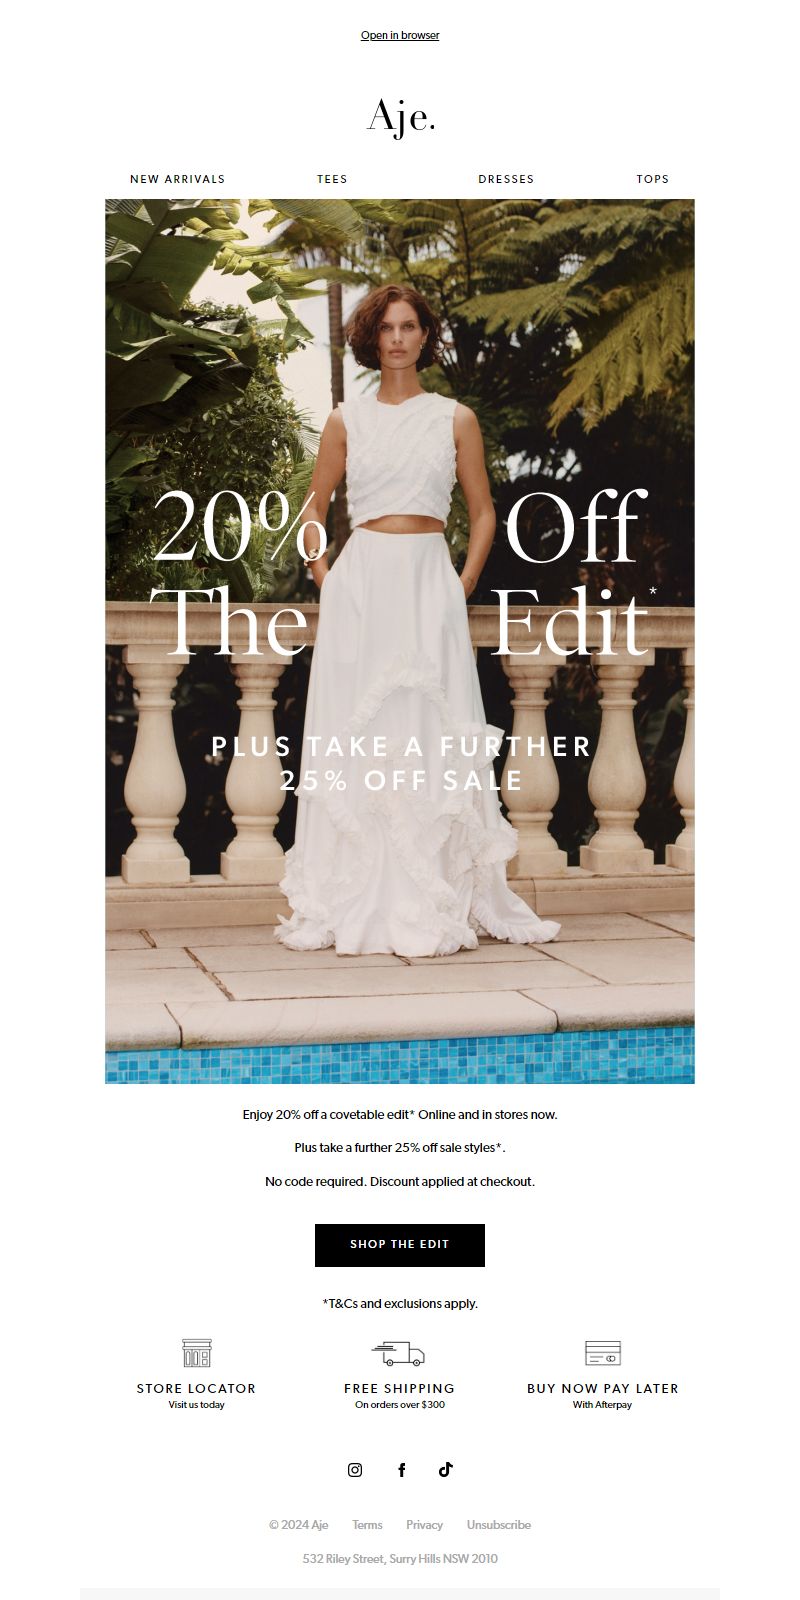 Open in browser
Aje.
NEW ARRIVALS TEES DRESSES TOPS
20% Off
The Edit*
PLUS TAKE A FURTHER
25% OFF SALE
Enjoy 20% off a covetable edit* Online and in stores now.
Plus take a further 25% off sale styles*.
No code required. Discount applied at checkout.
SHOP THE EDIT
*T&Cs and exclusions apply.
STORE LOCATOR FREE SHIPPING BUY NOW PAY LATER
Visit us today On orders over $300 With Afterpay
© 2024 Aje Terms Privacy Unsubscribe
532 Riley Street, Surry Hills NSW 2010